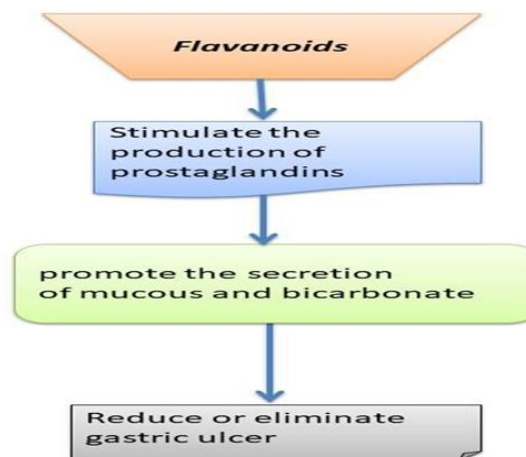 Flavanoids
Stimulate the
production of
prostaglandins
promote the secretion
of mucous and bicarbonate
Reduce or eliminate
gastric ulcer